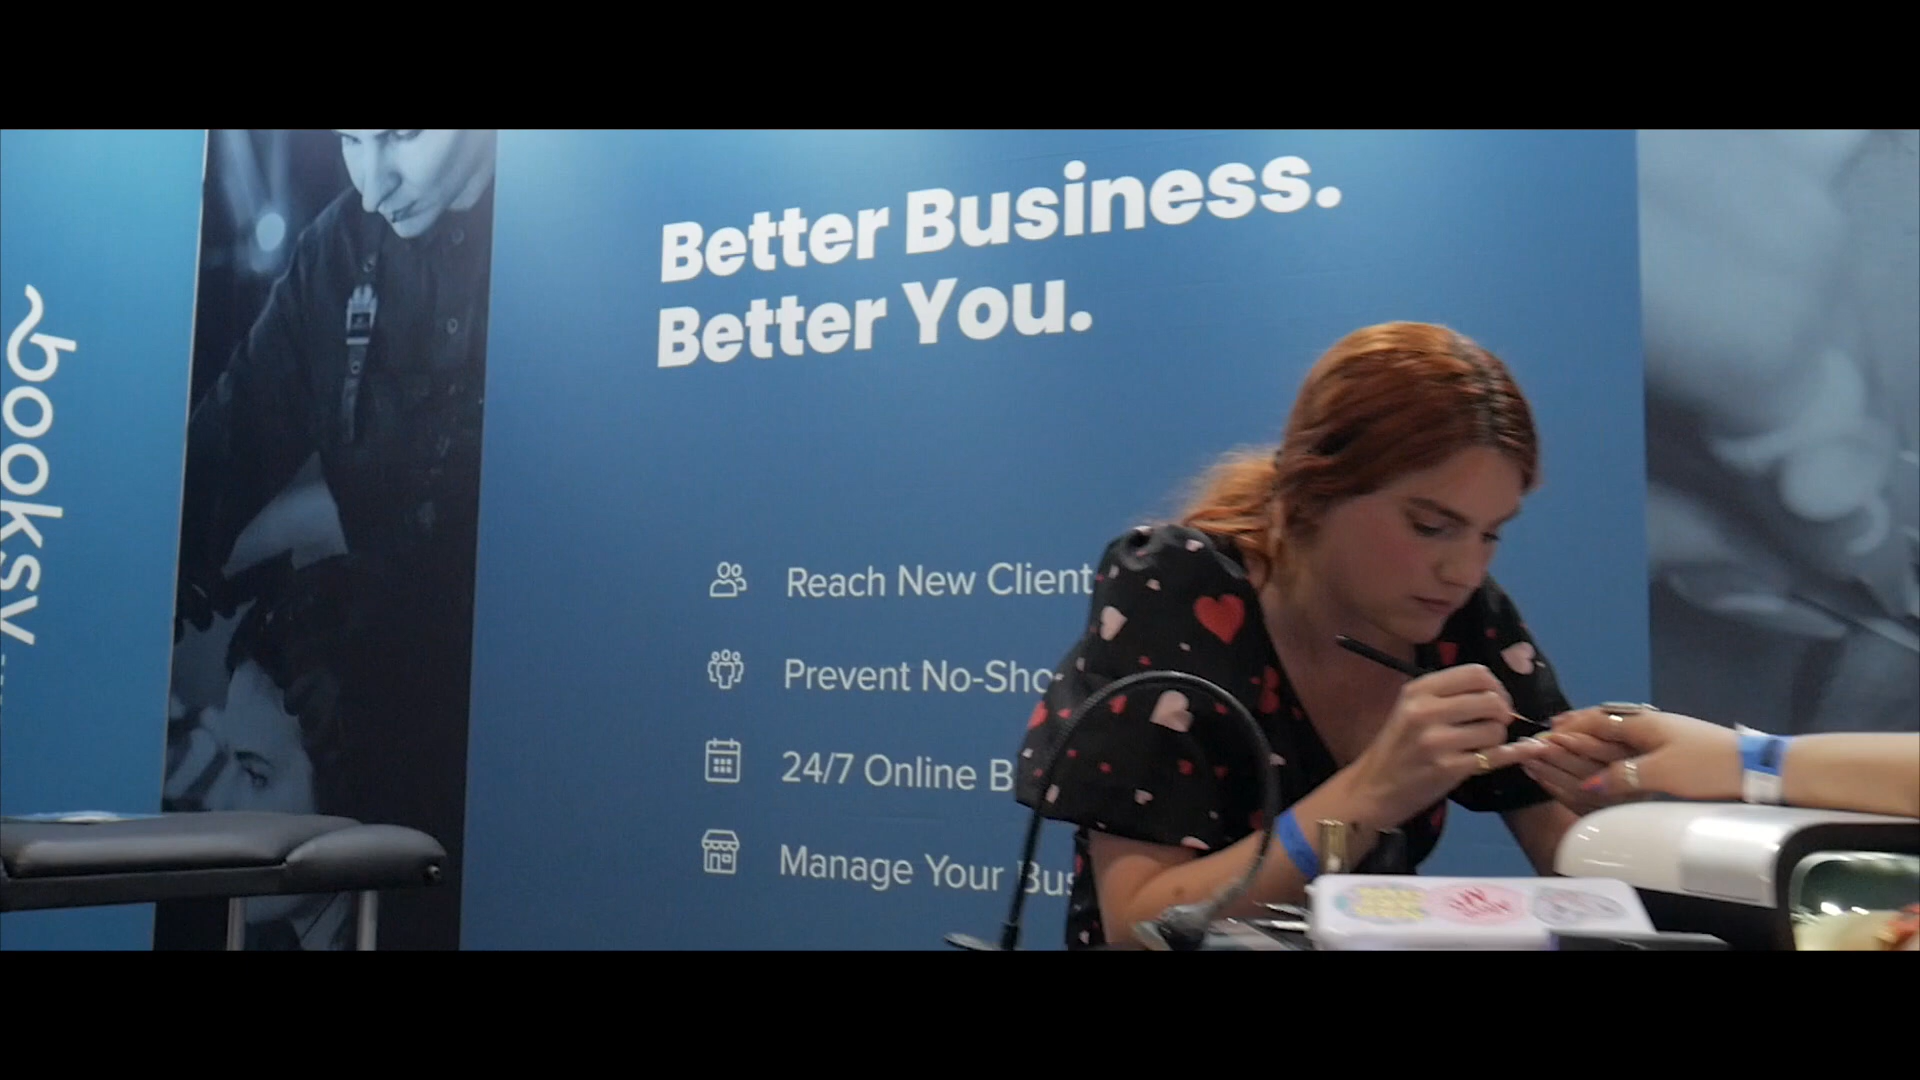 booksy
Better Business.
Better You.
Reach New Client
Prevent No-Sho
24/7 Online B
Manage Your Bus